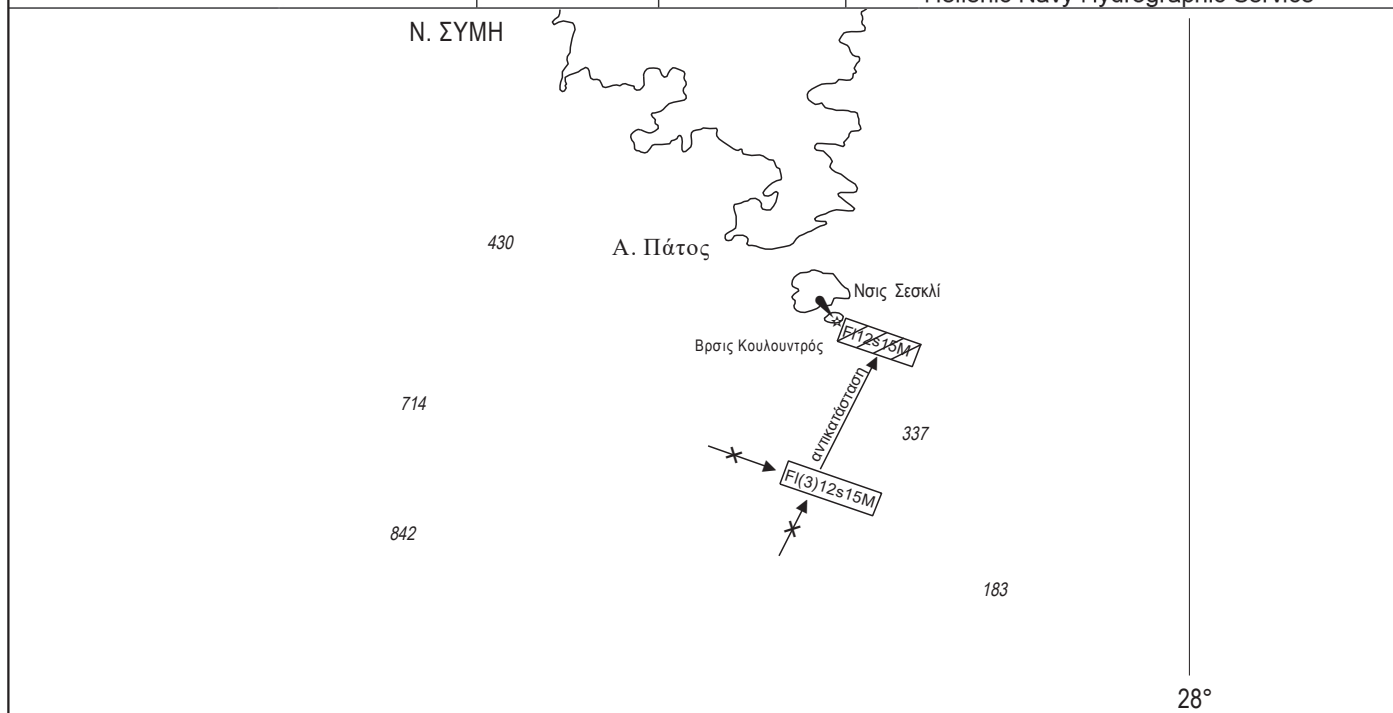 Hellenic Navy Hydrographic Service
Ν. ΣΥΜΗ
430
Α. Πάτος
Νσις Σεσκλί
Fl12s15M
Βρσις Κουλουντρός
αντικατάσταση
714
337
Fl(3)12s15M
842
183
28°